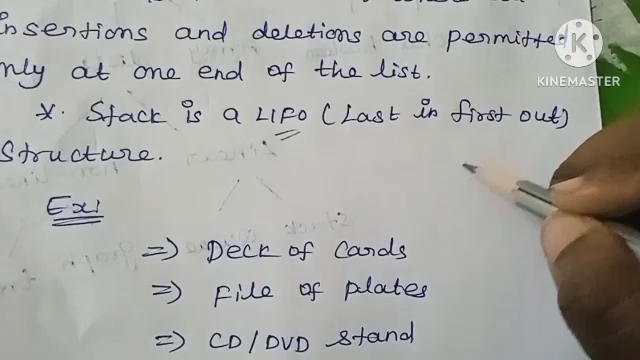 insertions and deletions are permitted
nly at one end of the list.
*. Stack is a LIFO (Last in first out)
Structure.
Ex:
=) Deck of cards
=) File of plates
=) CD/DVD stand
KINEMASTER